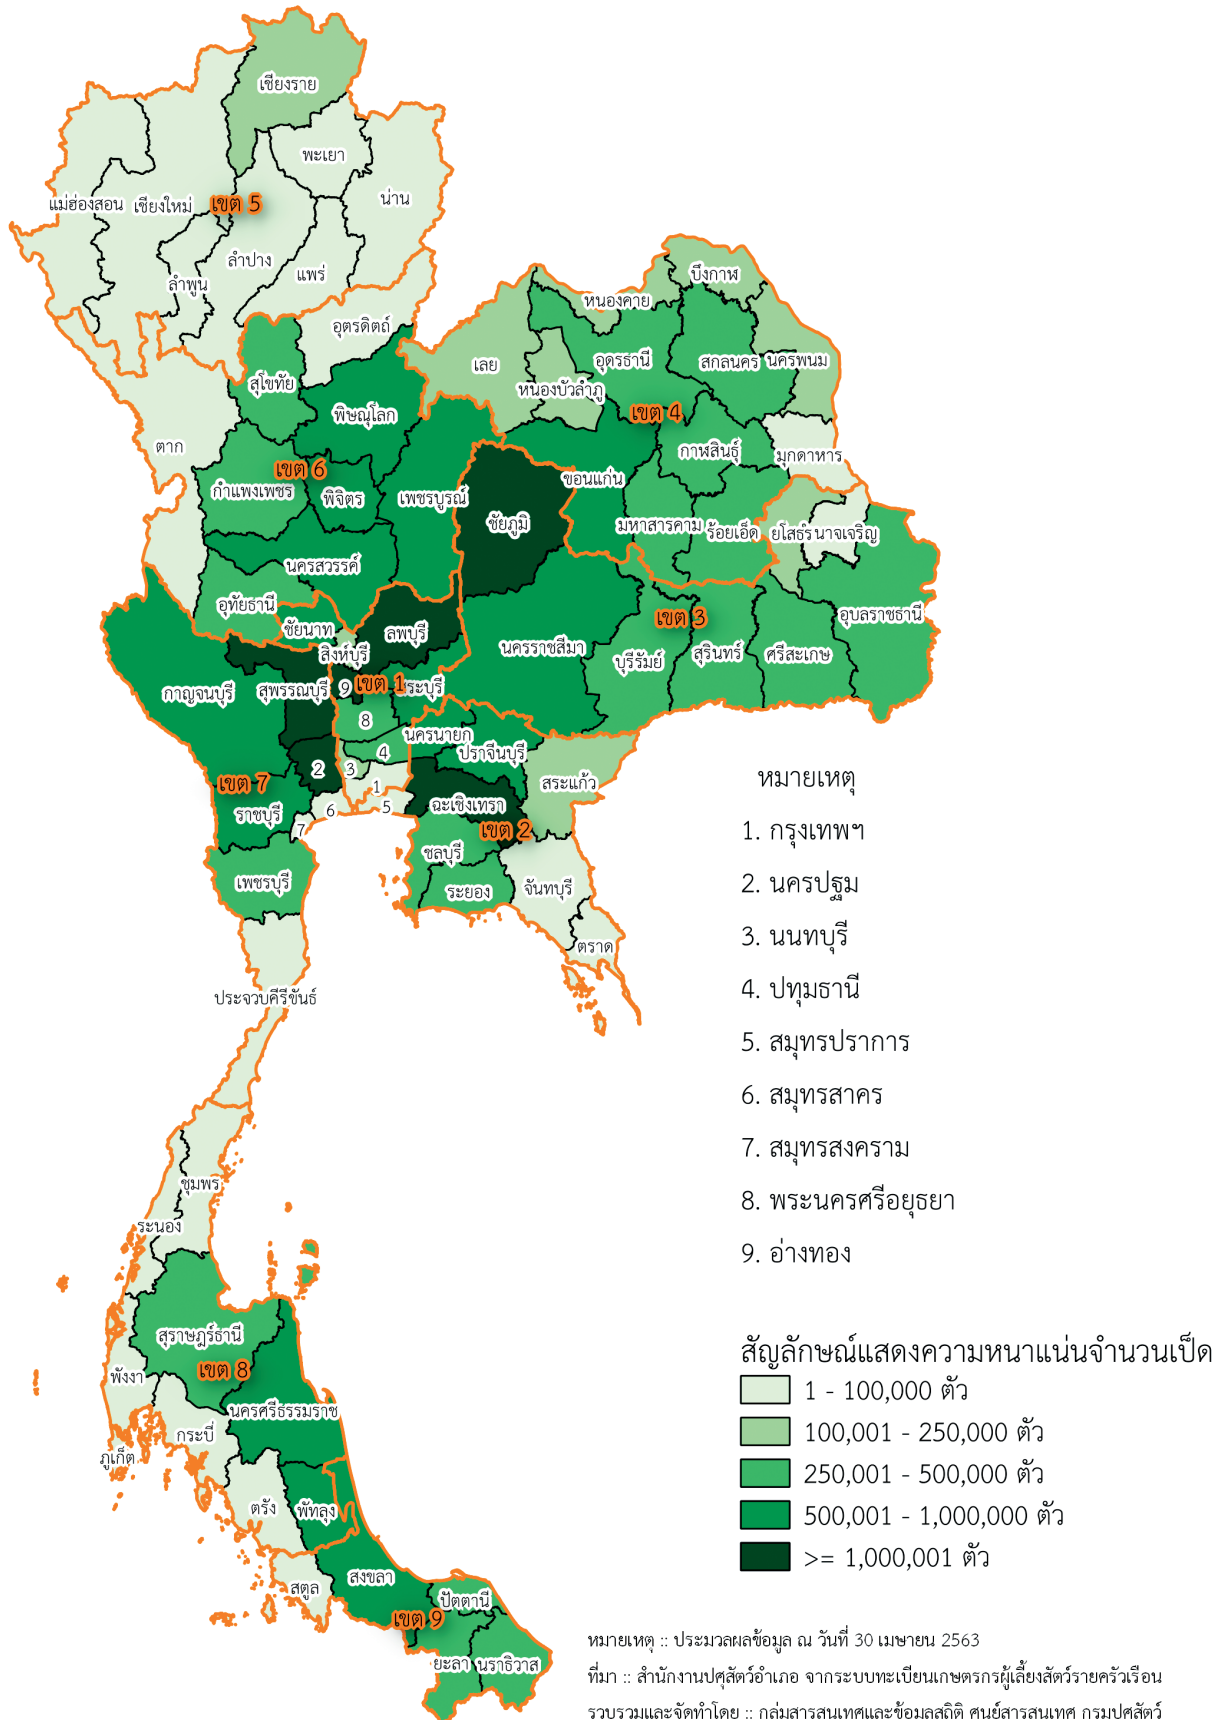 เชียงราย
พะเยา
น่าน
แม่ฮ่องสอน
เชียงใหม่
เขต 5
ลำปาง
แพร่
ลำพูน
บึงกาฬ
หนองคาย
อุตรดิตถ์
เลย
อุดรธานี
สกลนคร
นครพนม
สุโขทัย
หนองบัวลำภู
พิษณุโลก
เขต 4
ตาก
กาฬสินธุ์
มุกดาหาร
เขต 6
กำแพงเพชร
พิจิตร
เพชรบูรณ์
ขอนแก่น
ชัยภูมิ
มหาสารคาม
ร้อยเอ็ด
ยโสธร
นาจเจริญ
นครสวรรค์
อุทัยธานี
ชัยนาท
ลพบุรี
เขต 3
อุบลราชธานี
สิงห์บุรี
นครราชสีมา
บุรีรัมย์
สุรินทร์
ศรีสะเกษ
กาญจนบุรี
สุพรรณบุรี
9
เขต 1
ระบุรี
8
นครนายก
4
ปราจีนบุรี
2
3
สระแก้ว
เขต 7
1
ราชบุรี
6
5
ฉะเชิงเทรา
7
เขต 2
ชลบุรี
เพชรบุรี
ระยอง
จันทบุรี
ตราด
ประจวบคีรีขันธ์
หมายเหตุ
1. กรุงเทพฯ
2. นครปฐม
3. นนทบุรี
4. ปทุมธานี
5. สมุทรปราการ
6. สมุทรสาคร
7. สมุทรสงคราม
8. พระนครศรีอยุธยา
9. อ่างทอง
ชุมพร
ระนอง
สุราษฎร์ธานี
พังงา
เขต 8
นครศรีธรรมราช
กระบี่
ภูเก็ต
ตรัง
พัทลุง
สตูล
สงขลา
ปัตตานี
เขต 9
ยะลา
นราธิวาส
สัญลักษณ์แสดงความหนาแน่นจำนวนเป็ด
1 - 100,000 ตัว
100,001 - 250,000 ตัว
250,001 - 500,000 ตัว
500,001 - 1,000,000 ตัว
>= 1,000,001 ตัว
หมายเหตุ :: ประมวลผลข้อมูล ณ วันที่ 30 เมษายน 2563
ที่มา :: สำนักงานปศุสัตว์อำเภอ จากระบบทะเบียนเกษตรกรผู้เลี้ยงสัตว์รายครัวเรือน
รวบรวมและจัดทำโดย :: กลุ่มสารสนเทศและข้อมูลสถิติ ศูนย์สารสนเทศ กรมปศุสัตว์